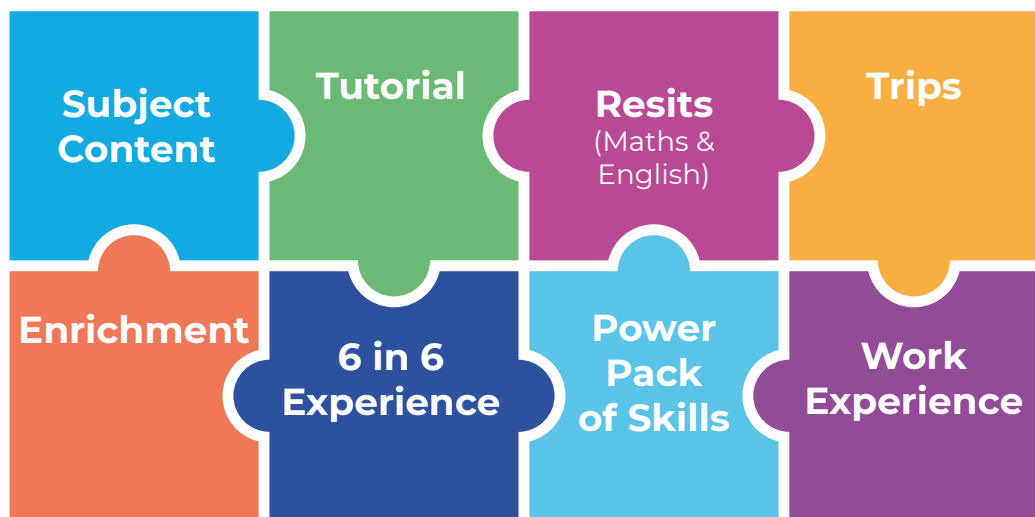 Subject
Content
Tutorial
Resits
(Maths &
English)
Trips
Enrichment
6 in 6
Experience
Power
Pack
of Skills
Work
Experience